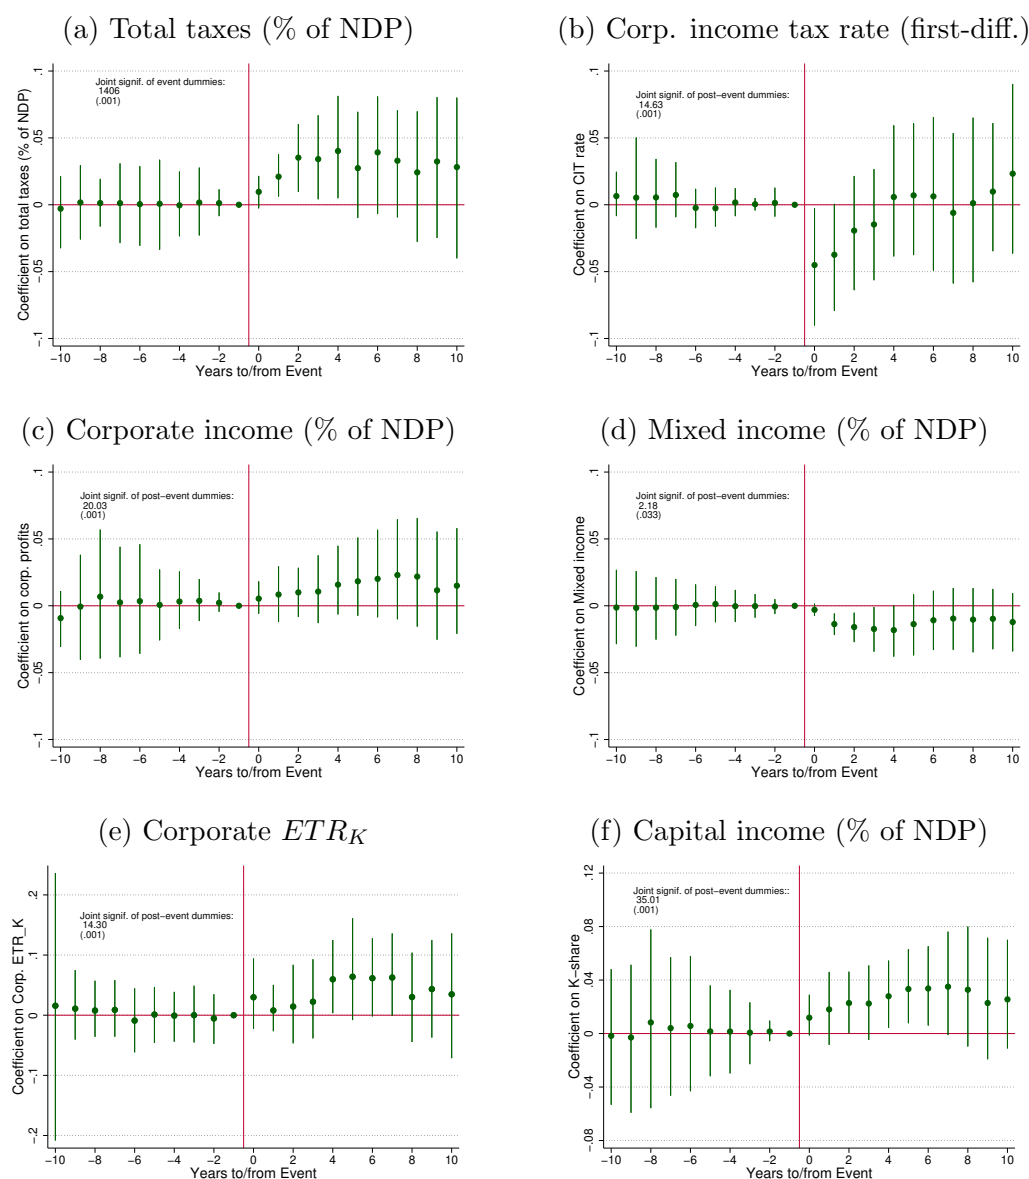 (a) Total taxes (% of NDP)
Joint signif. of event dummies:
1406
(.001)
Coefficient on total taxes (% of NDP)
.1
.05
0
−.05
−.1
−10 −8 −6 −4 −2 0 2 4 6 8 10
Years to/from Event
(b) Corp. income tax rate (first-diff.)
Joint signif. of post−event dummies:
14.63
(.001)
Coefficient on CIT rate
.1
.05
0
−.05
−.1
−10 −8 −6 −4 −2 0 2 4 6 8 10
Years to/from Event
(c) Corporate income (% of NDP)
Joint signif. of post−event dummies:
20.03
(.001)
Coefficient on corp. profits
.1
.05
0
−.05
−.1
−10 −8 −6 −4 −2 0 2 4 6 8 10
Years to/from Event
(d) Mixed income (% of NDP)
Joint signif. of post−event dummies:
2.18
(.033)
Coefficient on Mixed income
.1
.05
0
−.05
−.1
−10 −8 −6 −4 −2 0 2 4 6 8 10
Years to/from Event
(e) Corporate ETR_K
Joint signif. of post−event dummies:
14.30
(.001)
Coefficient on Corp. ETR_K
.2
.1
0
−.1
−.2
−10 −8 −6 −4 −2 0 2 4 6 8 10
Years to/from Event
(f) Capital income (% of NDP)
Joint signif. of post−event dummies::
35.01
(.001)
Coefficient on K−share
.12
.08
.04
0
−.04
−.08
−10 −8 −6 −4 −2 0 2 4 6 8 10
Years to/from Event